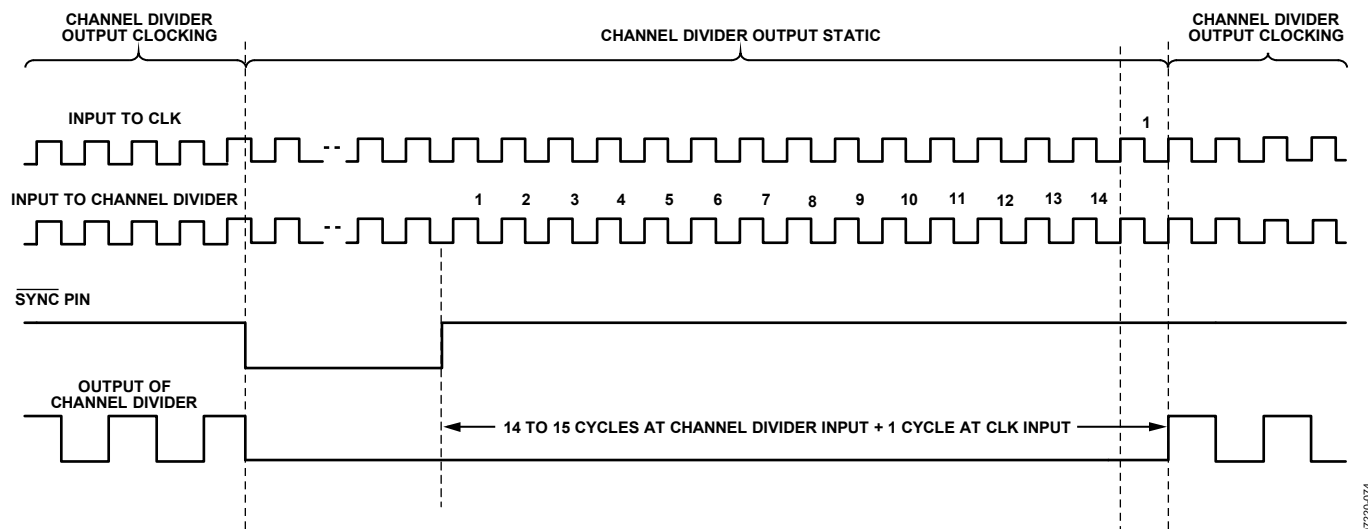 CHANNEL DIVIDER
OUTPUT CLOCKING
CHANNEL DIVIDER OUTPUT STATIC
CHANNEL DIVIDER
OUTPUT CLOCKING
INPUT TO CLK
1
INPUT TO CHANNEL DIVIDER
1 2 3 4 5 6 7 8 9 10 11 12 13 14
SYNC PIN
OUTPUT OF
CHANNEL DIVIDER
14 TO 15 CYCLES AT CHANNEL DIVIDER INPUT + 1 CYCLE AT CLK INPUT